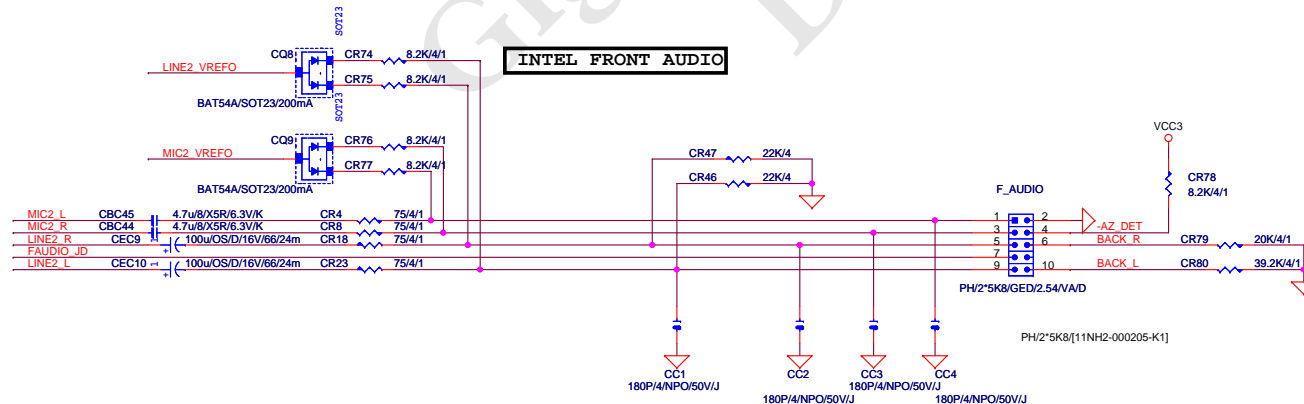 SOT23
CQ8 CR74 8.2K/4/1
LINE2_VREFO
CR75 8.2K/4/1
BAT54A/SOT23/200mA
SOT23
INTEL FRONT AUDIO
CQ9 CR76 8.2K/4/1
MIC2_VREFO
CR77 8.2K/4/1
BAT54A/SOT23/200mA
VCC3
CR47 22K/4
CR46 22K/4
CR78
8.2K/4/1
F_AUDIO
MIC2_L CBC45 4.7u/8/X5R/6.3V/K CR4 75/4/1 1 2
MIC2_R CBC44 4.7u/8/X5R/6.3V/K CR8 75/4/1 3 4 -AZ_DET
LINE2_R CEC9 1 + 100u/OS/D/16V/66/24m CR18 75/4/1 5 6 BACK_R CR79 20K/4/1
FAUDIO_JD 7
LINE2_L CEC10 1 + 100u/OS/D/16V/66/24m CR23 75/4/1 9 10 BACK_L CR80 39.2K/4/1
PH/2*5K8/GED/2.54/VA/D
PH/2*5K8/[11NH2-000205-K1]
CC1 CC2 CC3 CC4
180P/4/NPO/50V/J 180P/4/NPO/50V/J
180P/4/NPO/50V/J 180P/4/NPO/50V/J